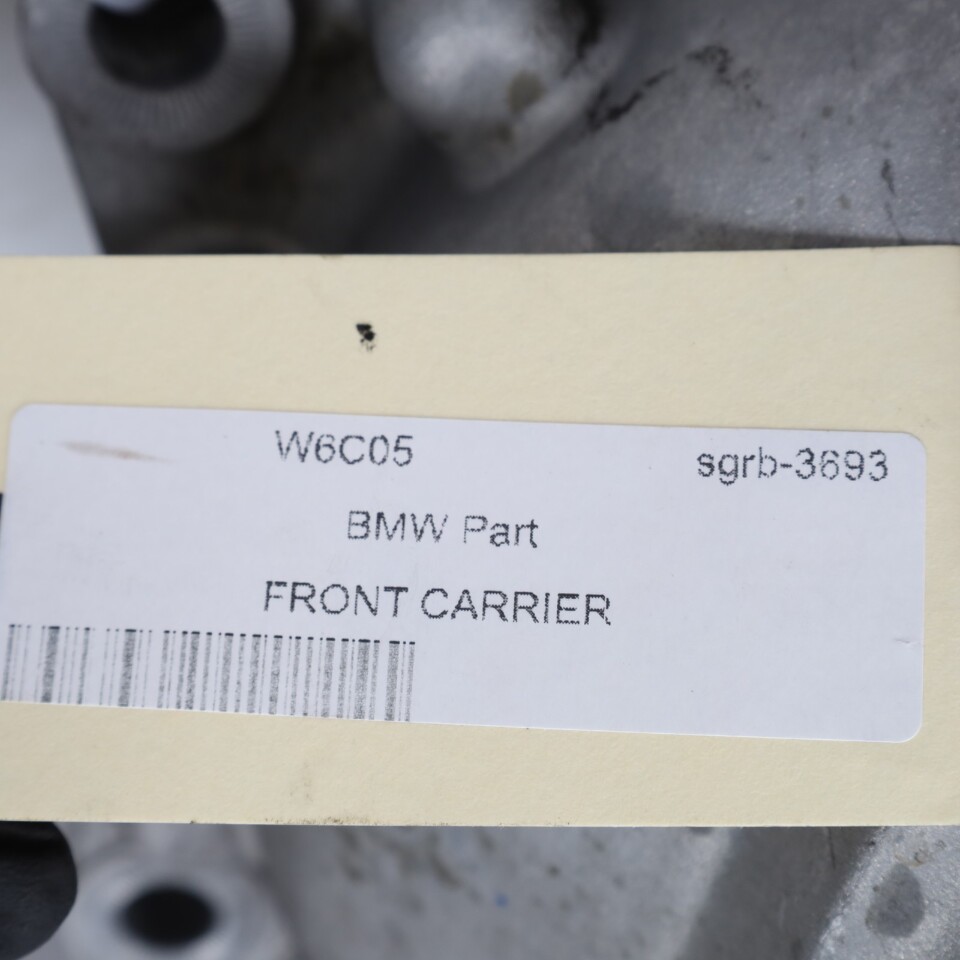 W6C05 sgrb-3693
BMW Part
FRONT CARRIER